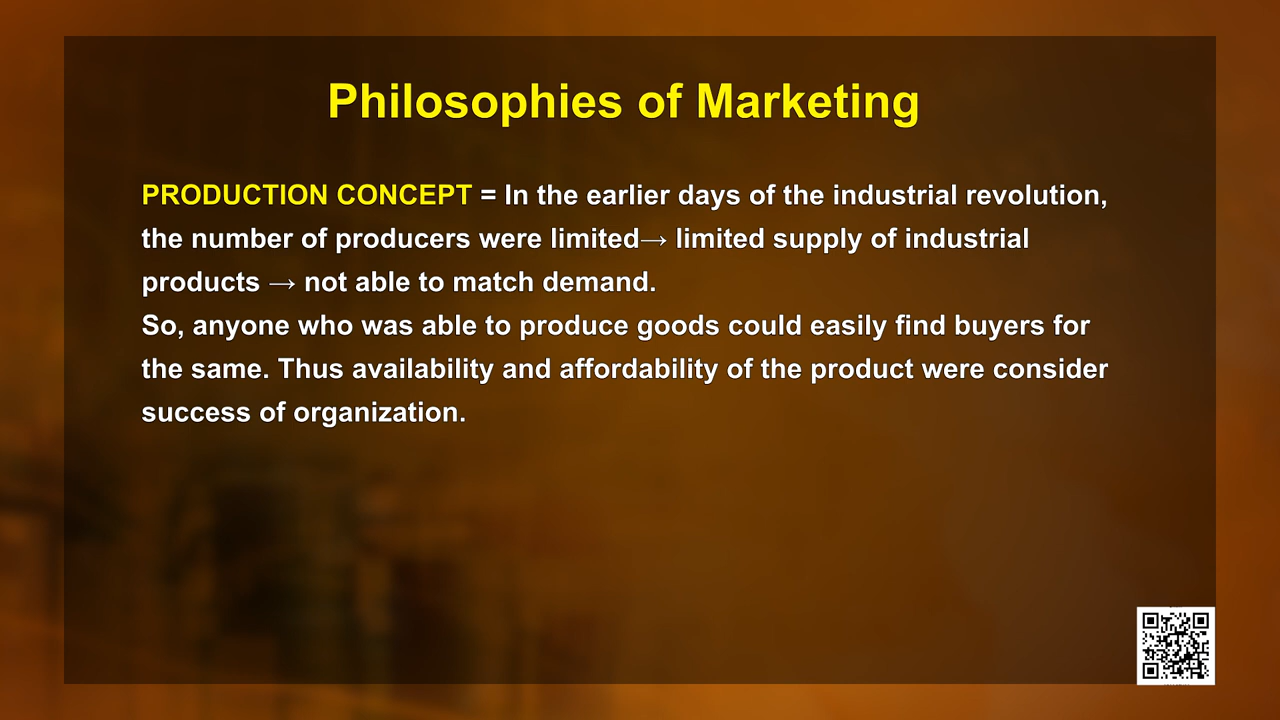 Philosophies of Marketing
PRODUCTION CONCEPT = In the earlier days of the industrial revolution,
the number of producers were limited→ limited supply of industrial
products → not able to match demand.
So, anyone who was able to produce goods could easily find buyers for
the same. Thus availability and affordability of the product were consider
success of organization.